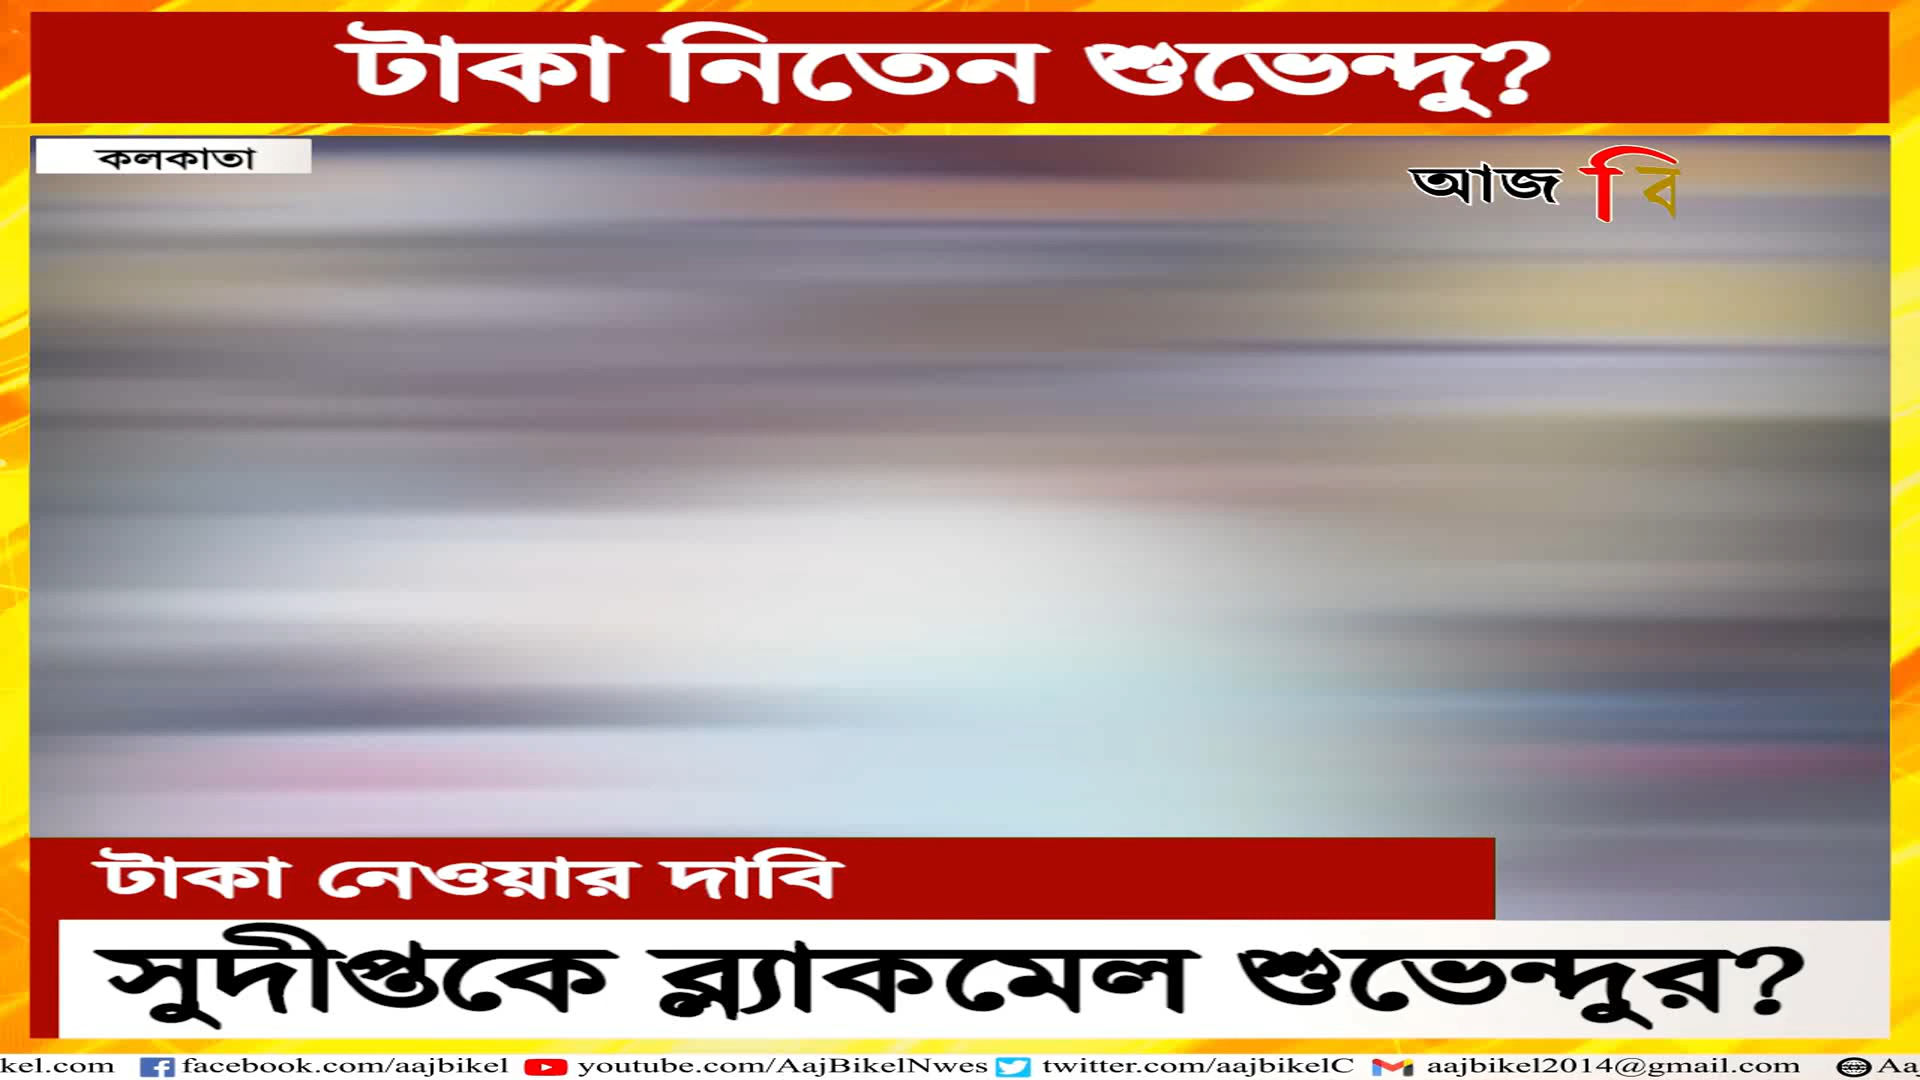 টাকা নিতেন শুভেন্দু?
কলকাতা
আজ বি
টাকা নেওয়ার দাবি
সুদীপ্তকে ব্ল্যাকমেল শুভেন্দুর?
kel.com facebook.com/aajbikel youtube.com/AajBikelNwes twitter.com/aajbikelC aajbikel2014@gmail.com Aa